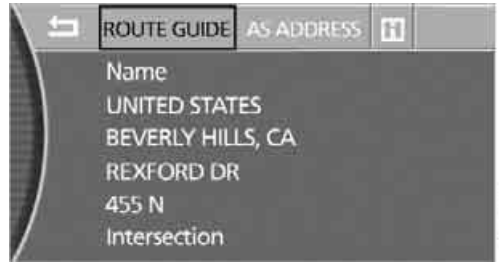 ROUTE GUIDE AS ADDRESS i
Name
UNITED STATES
BEVERLY HILLS, CA
REXFORD DR
455 N
Intersection